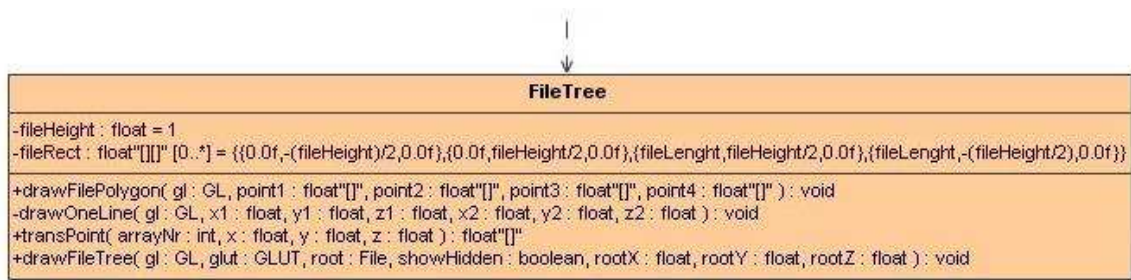 FileTree
-fileHeight : float = 1
-fileRect : float"[][]" [0..*] = {{0.0f,-(fileHeight)/2,0.0f},{0.0f,fileHeight/2,0.0f},{fileLenght,fileHeight/2,0.0f},{fileLenght,-(fileHeight/2),0.0f}}
+drawFilePolygon( gl : GL, point1 : float"[]", point2 : float"[]", point3 : float"[]", point4 : float"[]" ) : void
-drawOneLine( gl : GL, x1 : float, y1 : float, z1 : float, x2 : float, y2 : float, z2 : float ) : void
+transPoint( arrayNr : int, x : float, y : float, z : float ) : float"[]"
+drawFileTree( gl : GL, glut : GLUT, root : File, showHidden : boolean, rootX : float, rootY : float, rootZ : float ) : void